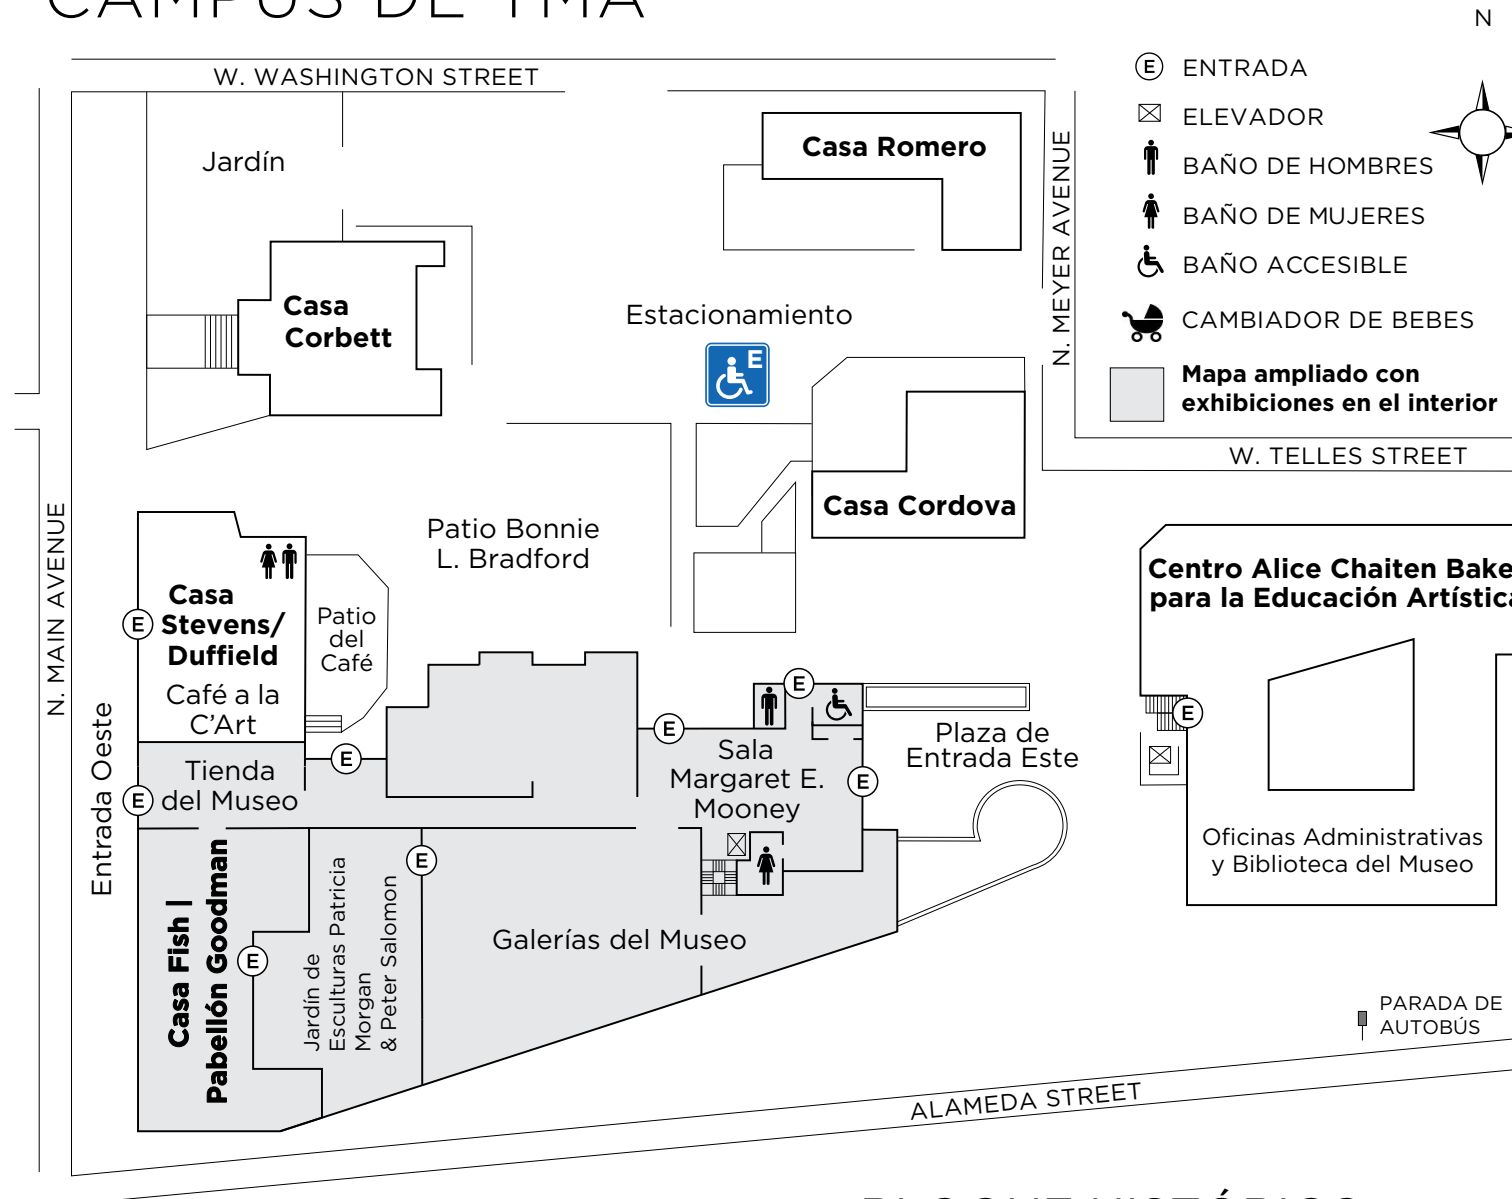 CAMPUS DE TMA
N
W. WASHINGTON STREET
E ENTRADA
ELEVADOR
BAÑO DE HOMBRES
BAÑO DE MUJERES
BAÑO ACCESIBLE
CAMBIADOR DE BEBES
Mapa ampliado con
exhibiciones en el interior
Jardín
Casa Romero
N. MEYER AVENUE
Casa
Corbett
Estacionamiento
E
W. TELLES STREET
Casa Cordova
Patio Bonnie
L. Bradford
N. MAIN AVENUE
Centro Alice Chaiten Bake
para la Educación Artística
Casa
E Stevens/
Duffield
Café a la
C'Art
Patio
del
Café
E
E
E
Entrada Oeste
Tienda
E del Museo
E
Sala
Margaret E.
Mooney
E
Plaza de
Entrada Este
Oficinas Administrativas
y Biblioteca del Museo
Casa Fish |
Pabellón Goodman
E
Jardín de
Esculturas Patricia
Morgan
& Peter Salomon
E
Galerías del Museo
PARADA DE
AUTOBÚS
ALAMEDA STREET